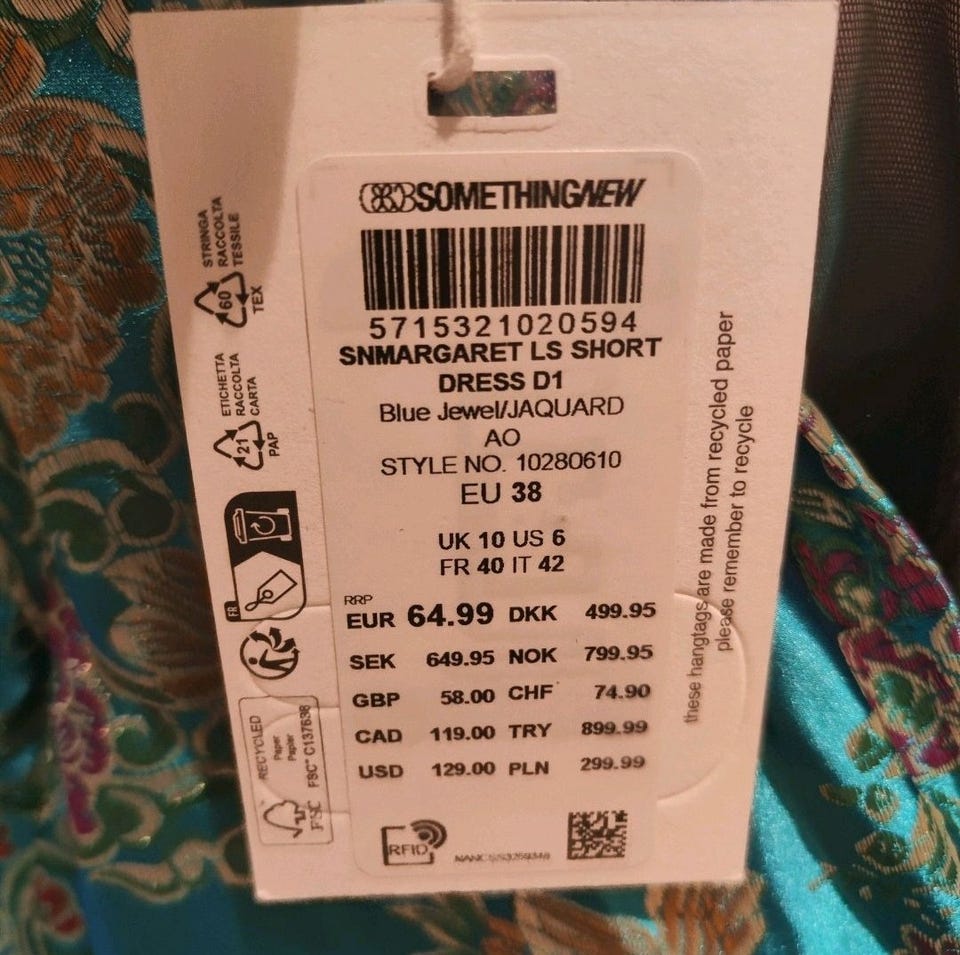 SOMETHINGNEW
5715321020594
SNMARGARET LS SHORT
DRESS D1
Blue Jewel/JAQUARD
AO
STYLE NO. 10280610
EU 38
UK 10 US 6
FR 40 IT 42
RRP
EUR 64.99 DKK 499.95
SEK 649.95 NOK 799.95
GBP 58.00 CHF 74.90
CAD 119.00 TRY 899.99
USD 129.00 PLN 299.99
RFID
STRINGA
RACCOLTA
TESSILE
60
TEX
ETICHETTA
RACCOLTA
CARTA
21
PAP
FR
RECYCLED
Paper
Papier
FSC® C137638
FSC
these hangtags are made from recycled paper
please remember to recycle